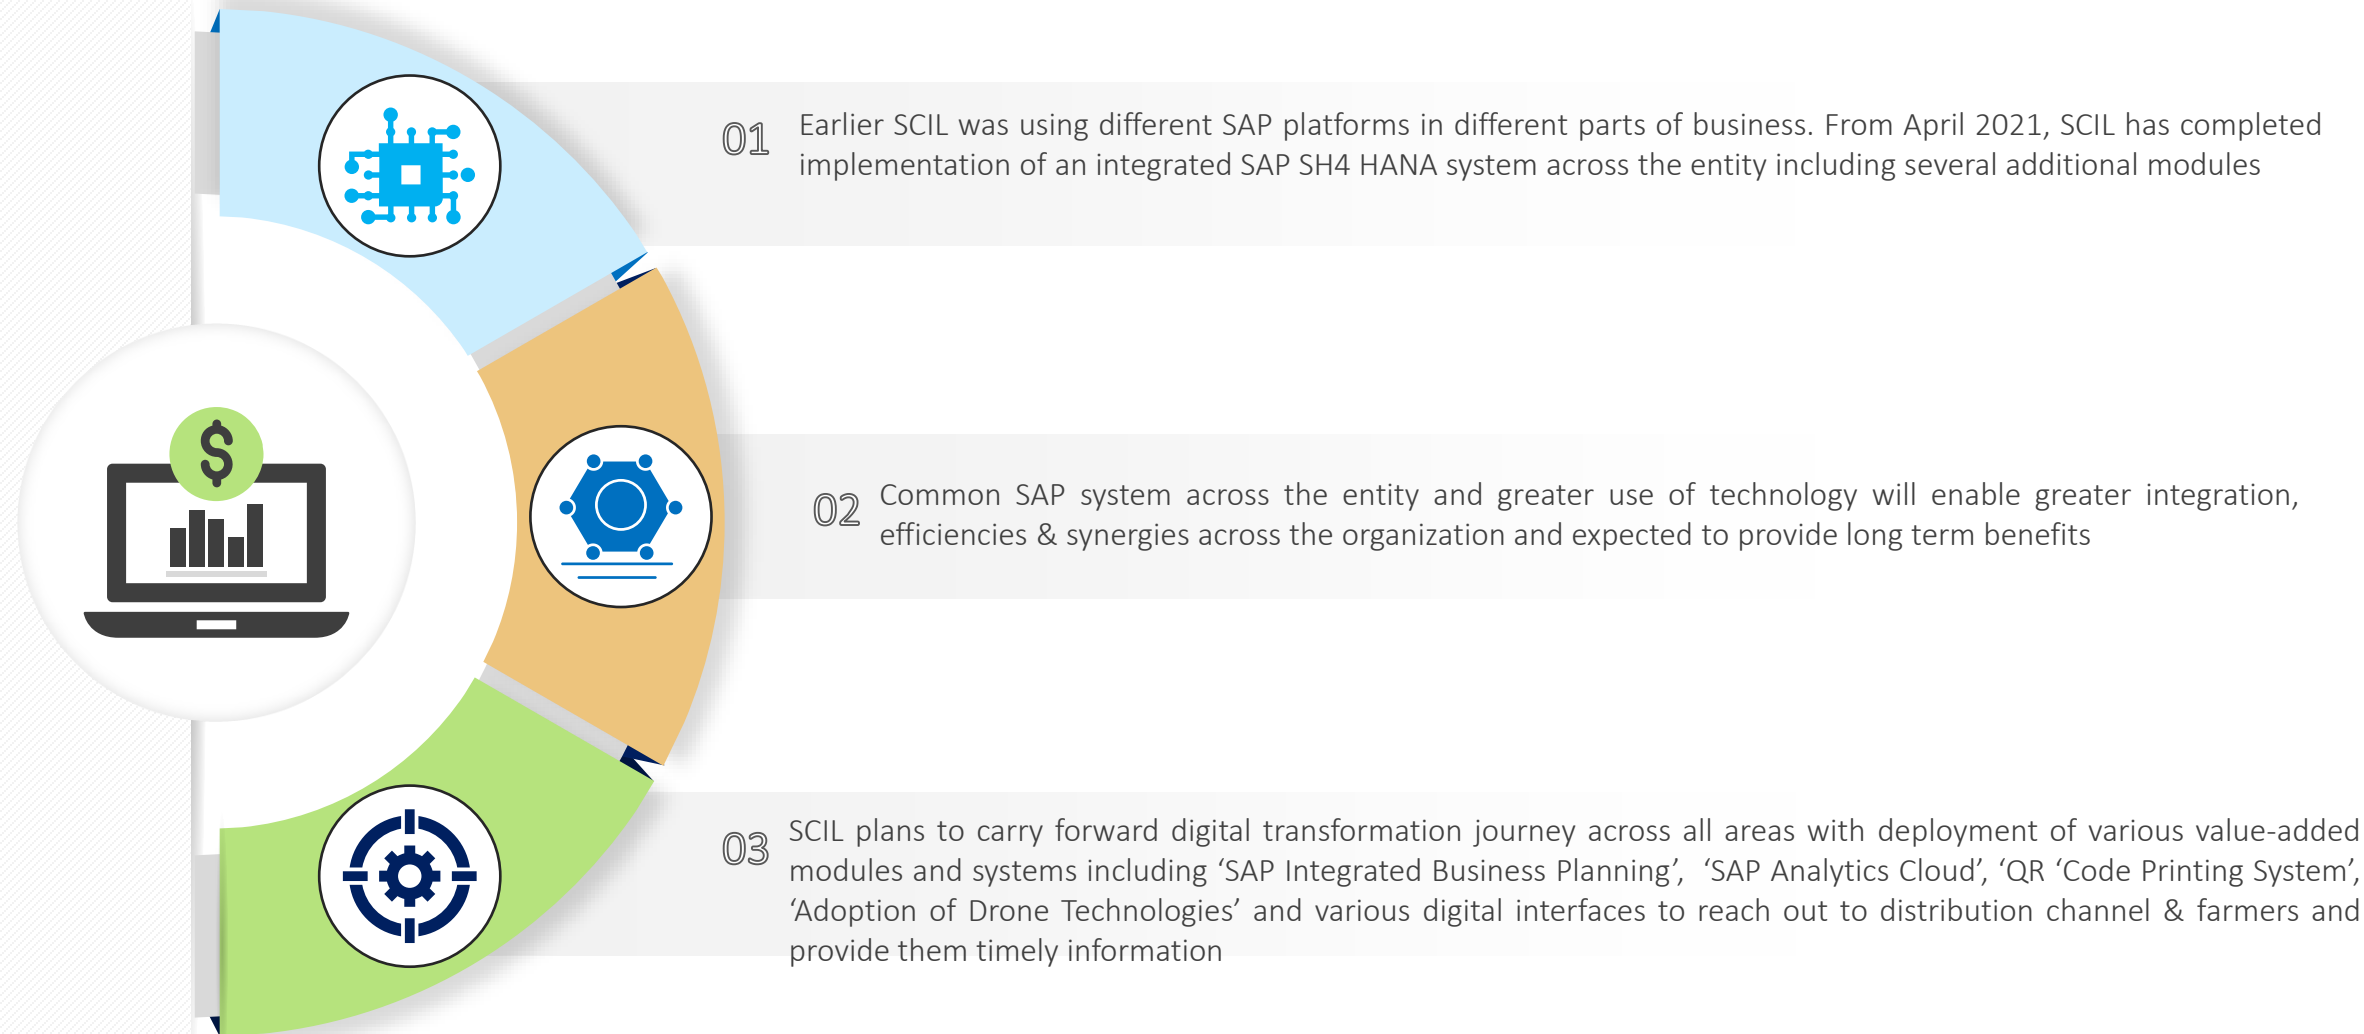 01
Earlier SCIL was using different SAP platforms in different parts of business. From April 2021, SCIL has completed
implementation of an integrated SAP SH4 HANA system across the entity including several additional modules
02
Common SAP system across the entity and greater use of technology will enable greater integration,
efficiencies & synergies across the organization and expected to provide long term benefits
03
SCIL plans to carry forward digital transformation journey across all areas with deployment of various value-added
modules and systems including ‘SAP Integrated Business Planning’, ‘SAP Analytics Cloud’, ‘QR ‘Code Printing System’,
‘Adoption of Drone Technologies’ and various digital interfaces to reach out to distribution channel & farmers and
provide them timely information
$